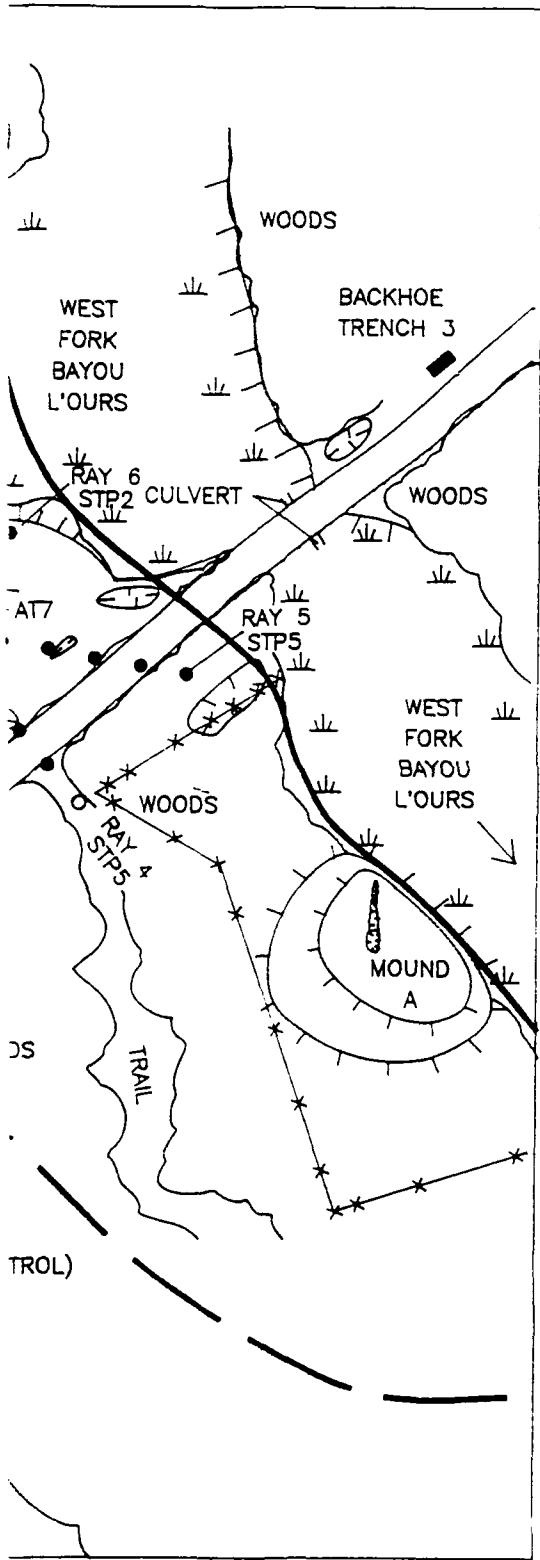 WOODS
BACKHOE
TRENCH 3
WEST
FORK
BAYOU
L'OURS
RAY 6
STP2
CULVERT
WOODS
AT7
RAY 5
STP5
WEST
FORK
BAYOU
L'OURS
WOODS
RAY 4
STP5
MOUND
A
DS
TRAIL
TROL)